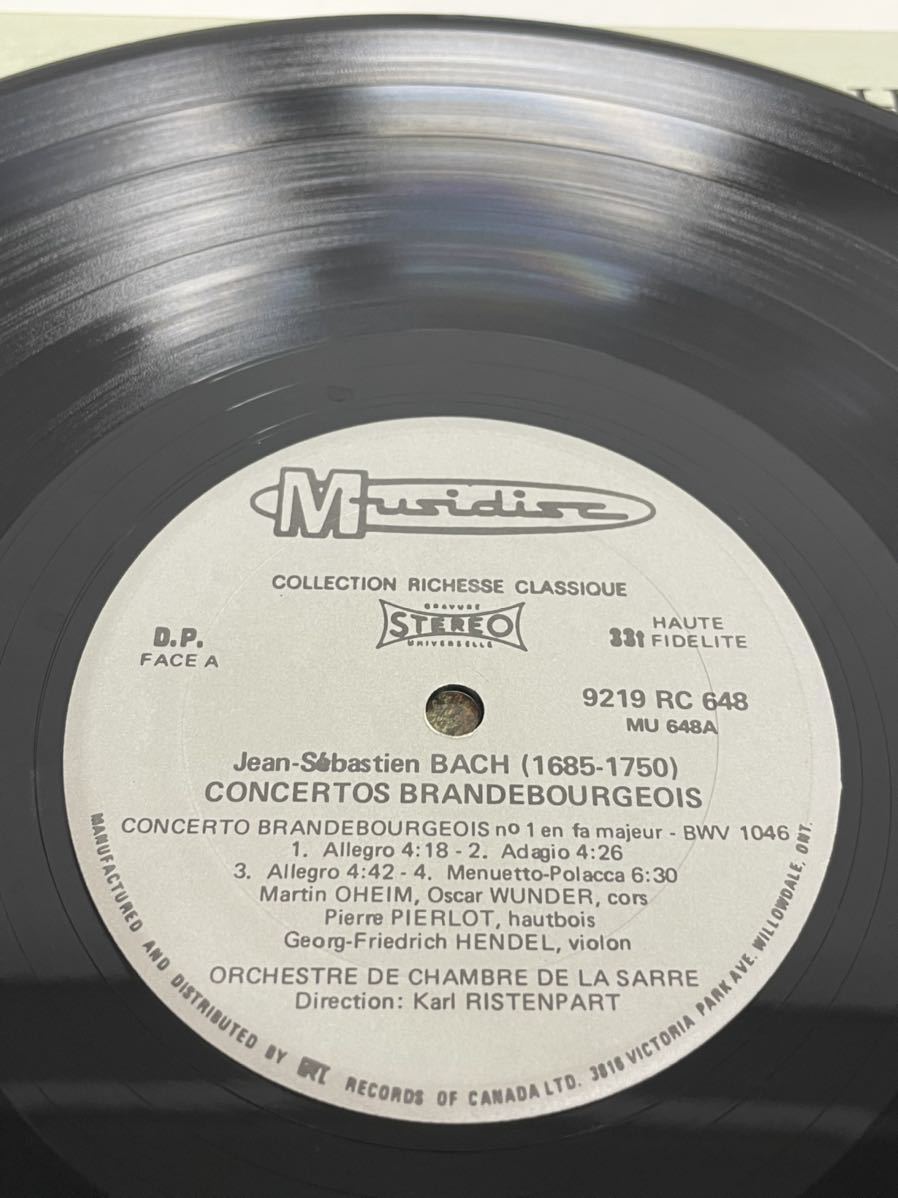 Musidisc
COLLECTION RICHESSE CLASSIQUE
GRAVURE
STEREO
UNIVERSELLE
D.P.
FACE A
33t HAUTE FIDELITE
9219 RC 648
MU 648A
Jean-Sébastien BACH (1685-1750)
CONCERTOS BRANDEBOURGEOIS
CONCERTO BRANDEBOURGEOIS nº 1 en fa majeur - BWV 1046
1. Allegro 4:18 - 2. Adagio 4:26
3. Allegro 4:42 - 4. Menuetto-Polacca 6:30
Martin OHEIM, Oscar WUNDER, cors
Pierre PIERLOT, hautbois
Georg-Friedrich HENDEL, violon
ORCHESTRE DE CHAMBRE DE LA SARRE
Direction: Karl RISTENPART
MANUFACTURED AND DISTRIBUTED BY GRT RECORDS OF CANADA LTD. 3816 VICTORIA PARK AVE. WILLOWDALE, ONT.